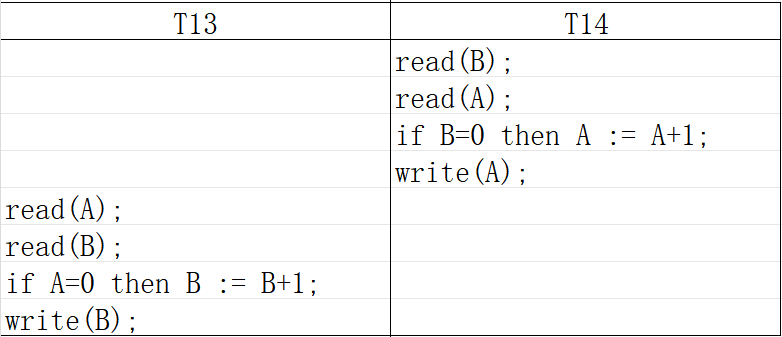 T13 T14
read(B);
read(A);
if B=0 then A := A+1;
write(A);
read(A);
read(B);
if A=0 then B := B+1;
write(B);